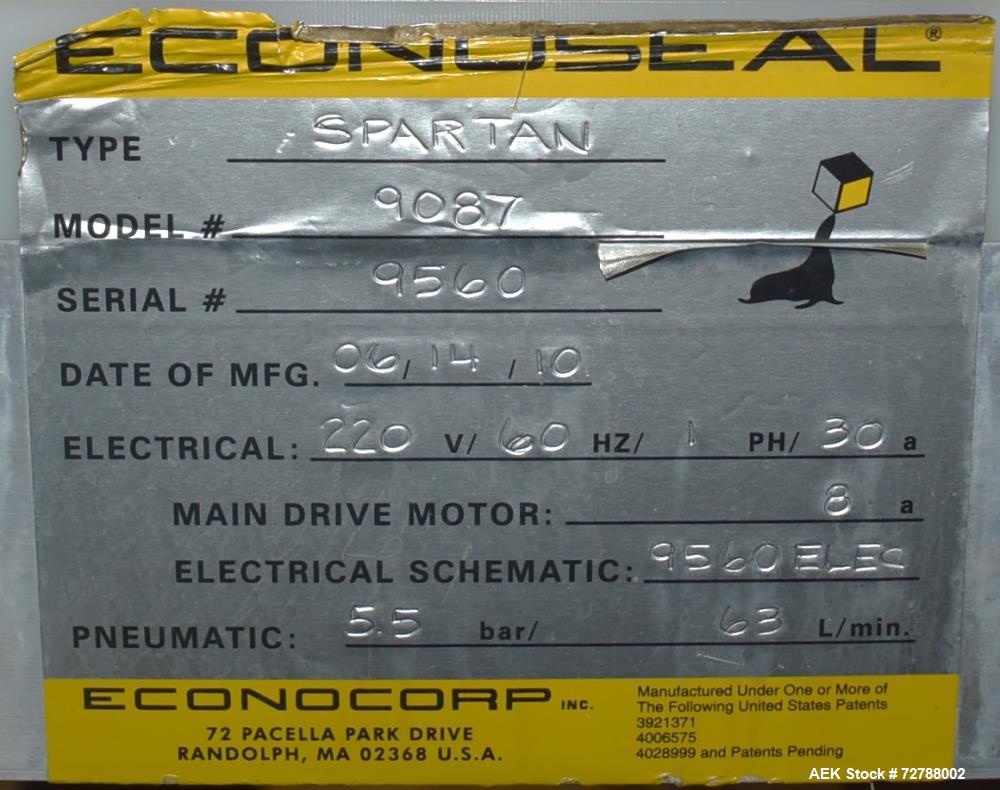 ECONOSEAL®
TYPE SPARTAN
MODEL # 9087
SERIAL # 9560
DATE OF MFG. 06/14/10
ELECTRICAL: 220 V/ 60 HZ/ 1 PH/ 30 a
MAIN DRIVE MOTOR: 8 a
ELECTRICAL SCHEMATIC: 9560 ELEC
PNEUMATIC: 5.5 bar/ 63 L/min.
ECONOCORP INC.
72 PACELLA PARK DRIVE
RANDOLPH, MA 02368 U.S.A.
Manufactured Under One or More of
The Following United States Patents
3921371
4006575
4028999 and Patents Pending
AEK Stock # 72788002